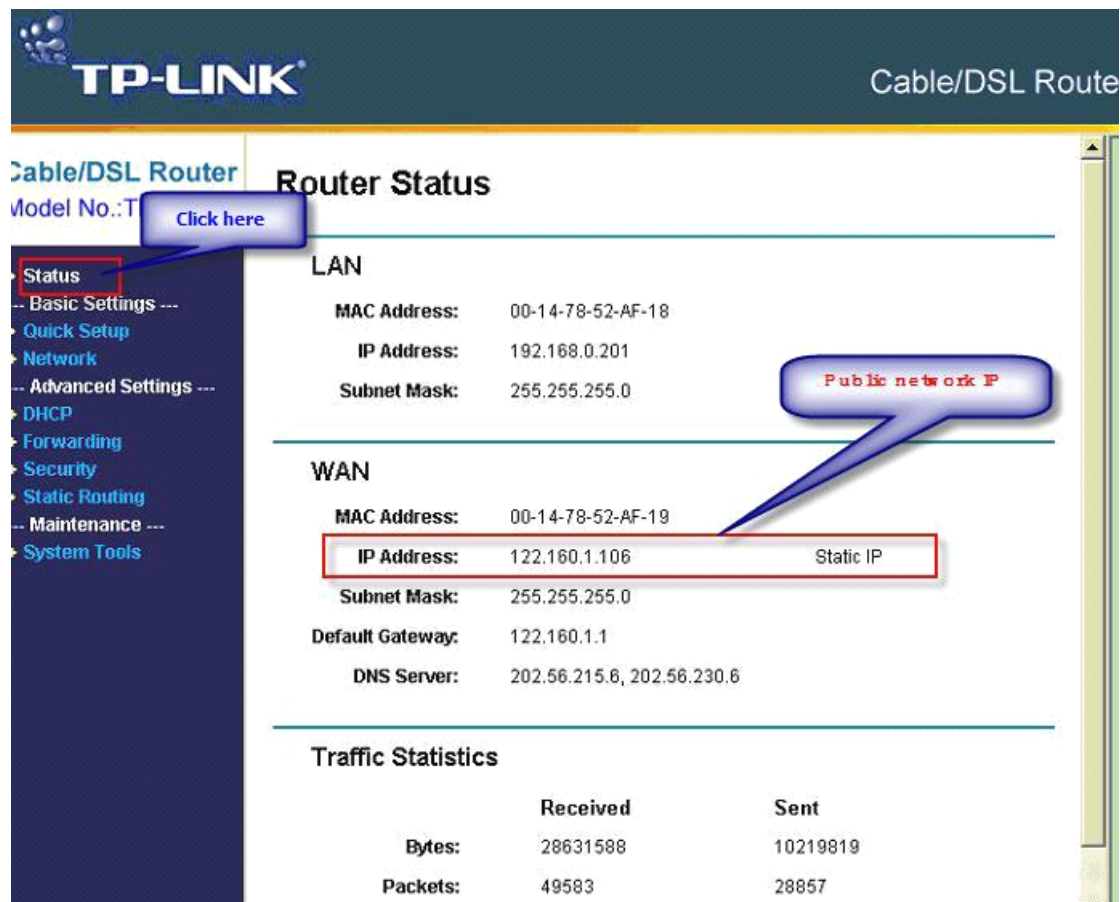 TP-LINK
Cable/DSL Route
Cable/DSL Router
Model No.:T
Click here
Status
--- Basic Settings ---
Quick Setup
Network
--- Advanced Settings ---
DHCP
Forwarding
Security
Static Routing
--- Maintenance ---
System Tools
Router Status
LAN
MAC Address: 00-14-78-52-AF-18
IP Address: 192.168.0.201
Subnet Mask: 255.255.255.0
Public network IP
WAN
MAC Address: 00-14-78-52-AF-19
IP Address: 122.160.1.106 Static IP
Subnet Mask: 255.255.255.0
Default Gateway: 122.160.1.1
DNS Server: 202.56.215.6, 202.56.230.6
Traffic Statistics
Received Sent
Bytes: 28631588 10219819
Packets: 49583 28857